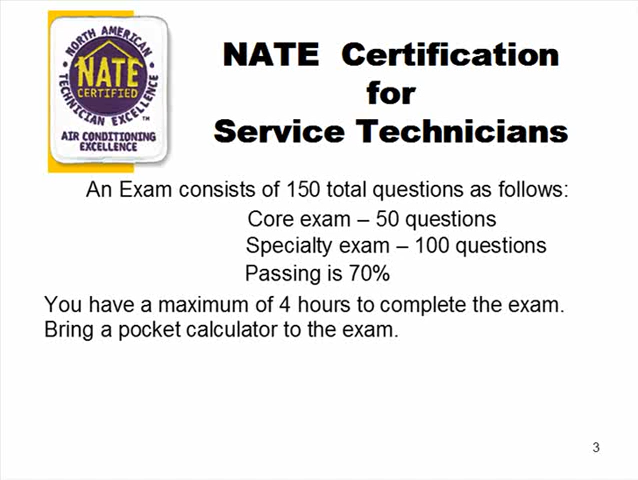 NORTH AMERICAN
TECHNICIAN EXCELLENCE
NATE
CERTIFIED
TM
AIR CONDITIONING
EXCELLENCE
NATE Certification
for
Service Technicians
An Exam consists of 150 total questions as follows:
Core exam – 50 questions
Specialty exam – 100 questions
Passing is 70%
You have a maximum of 4 hours to complete the exam.
Bring a pocket calculator to the exam.
3